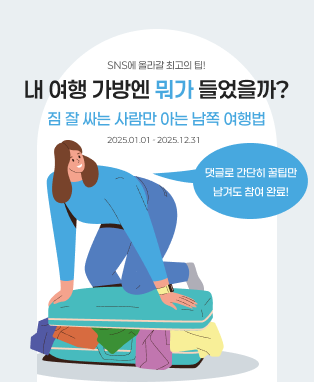 SNS에 올라갈 최고의 팁!
내 여행 가방엔 뭐가 들었을까?
짐 잘 싸는 사람만 아는 남쪽 여행법
2025.01.01 - 2025.12.31
댓글로 간단히 꿀팁만
남겨도 참여 완료!